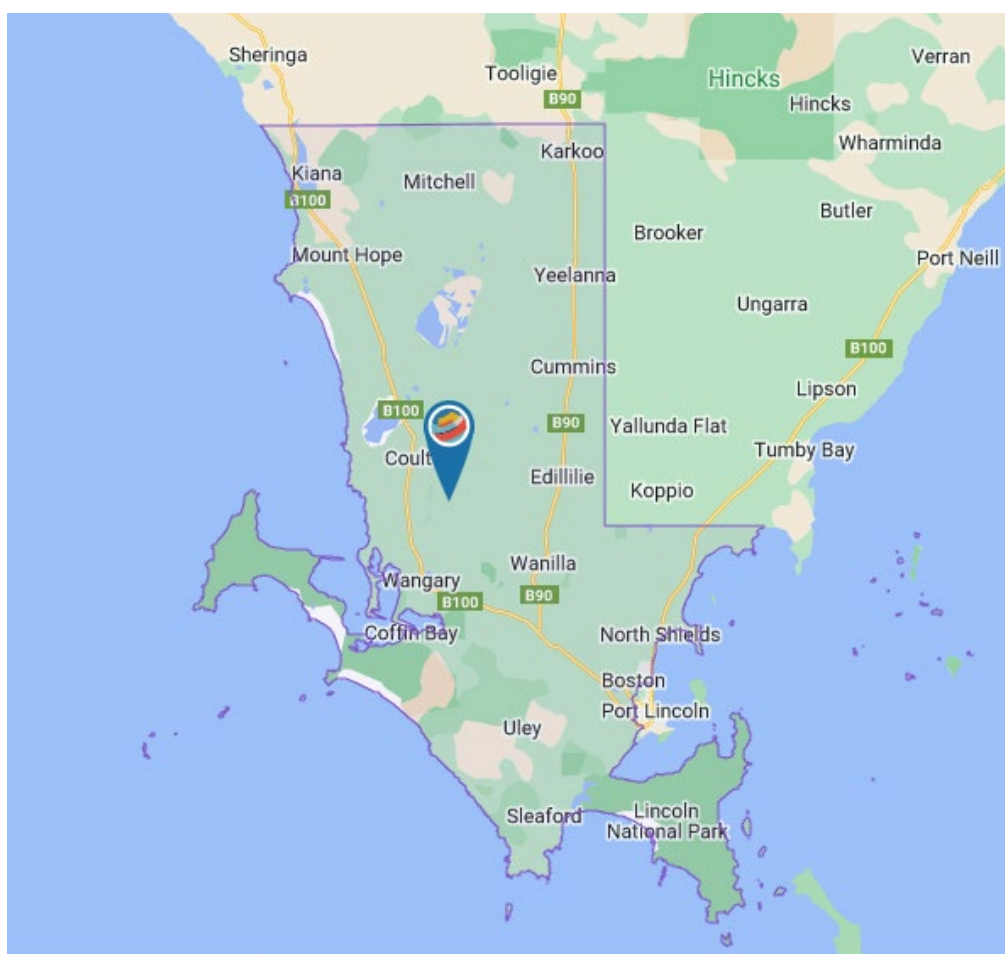 Sheringa
Verran
Tooligie
Hincks
B90
Hincks
Wharminda
Karkoo
Kiana
Mitchell
B100
Butler
Brooker
Mount Hope
Port Neill
Yeelanna
Ungarra
B100
Cummins
Lipson
B100
B90
Yallunda Flat
Tumby Bay
Coult
Edillilie
Koppio
Wanilla
Wangary
B90
B100
Coffin Bay
North Shields
Boston
Port Lincoln
Uley
Sleaford
Lincoln
National Park